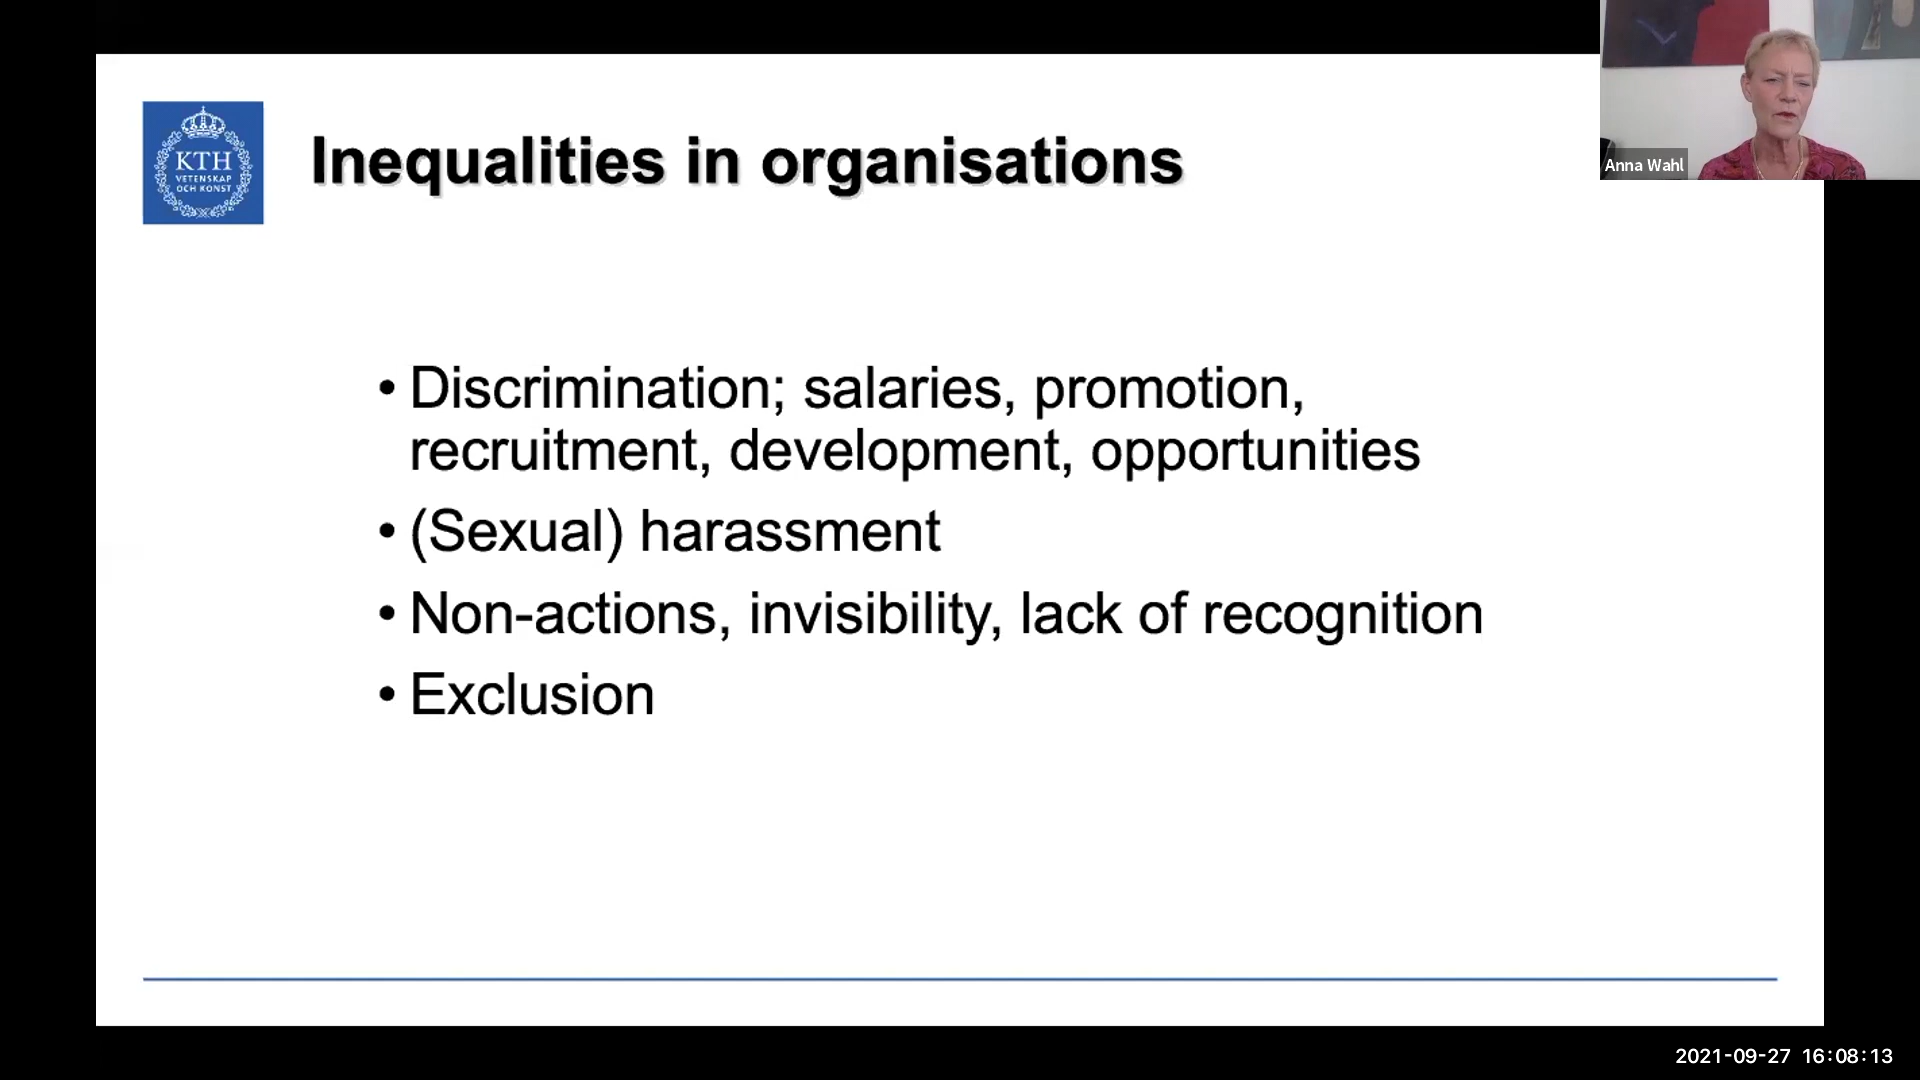 Anna Wahl
KTH
VETENSKAP
OCH KONST
Inequalities in organisations
• Discrimination; salaries, promotion,
recruitment, development, opportunities
• (Sexual) harassment
• Non-actions, invisibility, lack of recognition
• Exclusion
2021-09-27 16:08:13